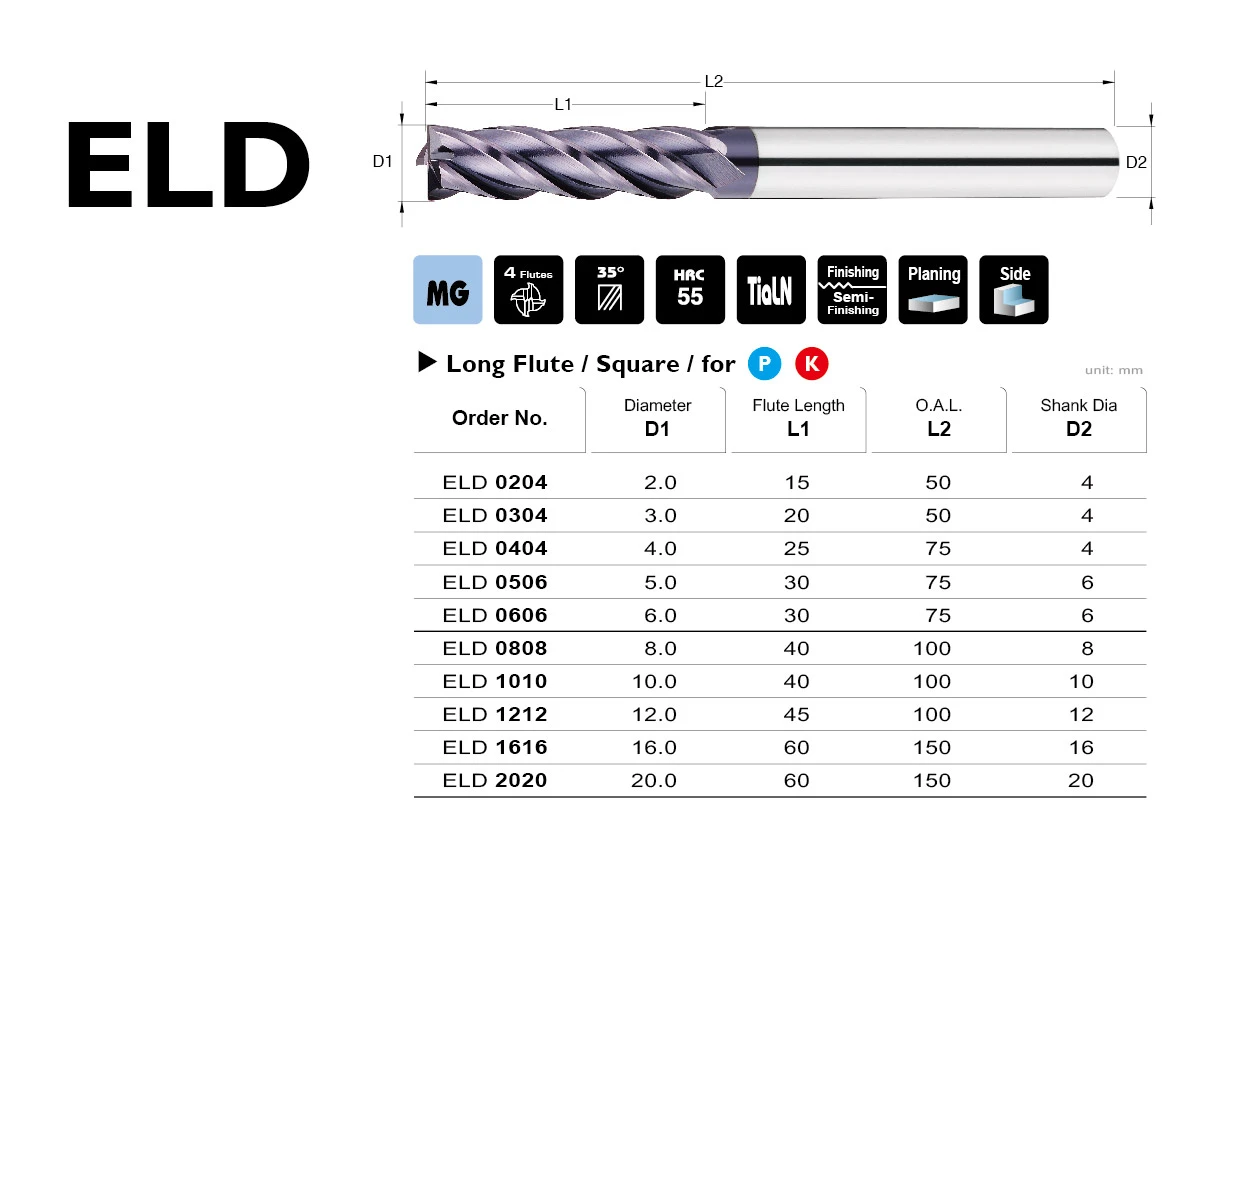 ELD
L2
L1
D1
D2
MG
4 Flutes
35°
HRC
55
TiaLN
Finishing
Semi-
Finishing
Planing
Side
Long Flute / Square / for P K
unit: mm
Order No. Diameter D1 Flute Length L1 O.A.L. L2 Shank Dia D2
ELD 0204 2.0 15 50 4
ELD 0304 3.0 20 50 4
ELD 0404 4.0 25 75 4
ELD 0506 5.0 30 75 6
ELD 0606 6.0 30 75 6
ELD 0808 8.0 40 100 8
ELD 1010 10.0 40 100 10
ELD 1212 12.0 45 100 12
ELD 1616 16.0 60 150 16
ELD 2020 20.0 60 150 20